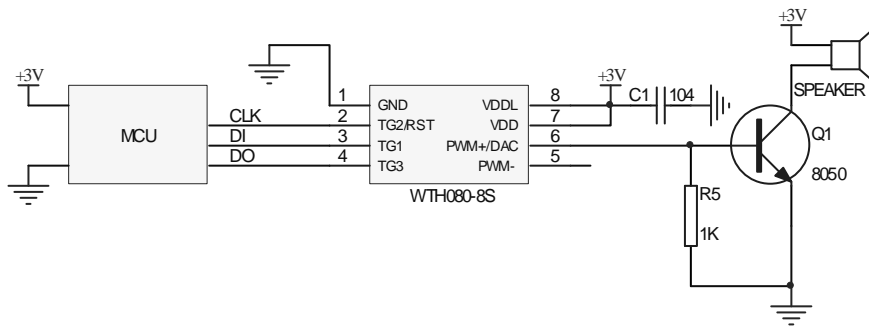 +3V
MCU
CLK
DI
DO
1
2
3
4
GND
TG2/RST
TG1
TG3
VDDL
VDD
PWM+/DAC
PWM-
8
7
6
5
WTH080-8S
+3V
C1
104
R5
1K
+3V
SPEAKER
Q1
8050